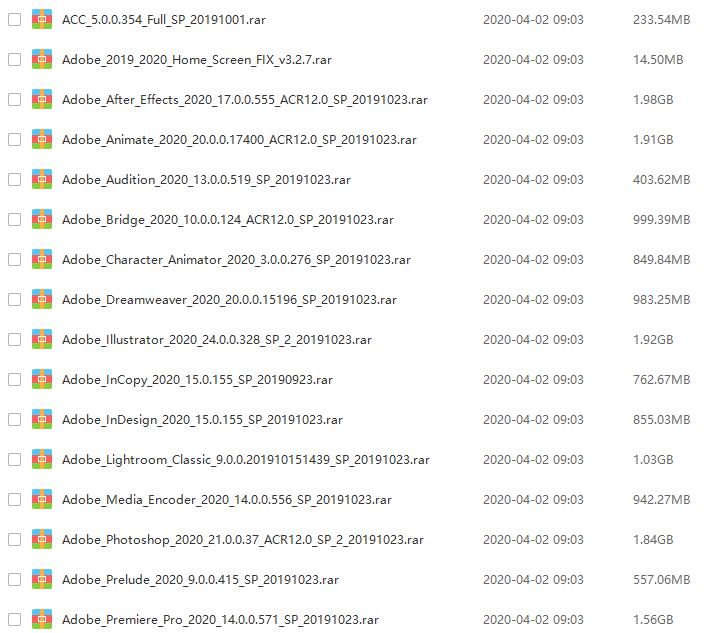 ACC_5.0.0.354_Full_SP_20191001.rar 2020-04-02 09:03 233.54MB
Adobe_2019_2020_Home_Screen_FIX_v3.2.7.rar 2020-04-02 09:03 14.50MB
Adobe_After_Effects_2020_17.0.0.555_ACR12.0_SP_20191023.rar 2020-04-02 09:03 1.98GB
Adobe_Animate_2020_20.0.0.17400_ACR12.0_SP_20191023.rar 2020-04-02 09:03 1.91GB
Adobe_Audition_2020_13.0.0.519_SP_20191023.rar 2020-04-02 09:03 403.62MB
Adobe_Bridge_2020_10.0.0.124_ACR12.0_SP_20191023.rar 2020-04-02 09:03 999.39MB
Adobe_Character_Animator_2020_3.0.0.276_SP_20191023.rar 2020-04-02 09:03 849.84MB
Adobe_Dreamweaver_2020_20.0.0.15196_SP_20191023.rar 2020-04-02 09:03 983.25MB
Adobe_Illustrator_2020_24.0.0.328_SP_2_20191023.rar 2020-04-02 09:03 1.92GB
Adobe_InCopy_2020_15.0.155_SP_20190923.rar 2020-04-02 09:03 762.67MB
Adobe_InDesign_2020_15.0.155_SP_20191023.rar 2020-04-02 09:03 855.03MB
Adobe_Lightroom_Classic_9.0.0.201910151439_SP_20191023.rar 2020-04-02 09:03 1.03GB
Adobe_Media_Encoder_2020_14.0.0.556_SP_20191023.rar 2020-04-02 09:03 942.27MB
Adobe_Photoshop_2020_21.0.0.37_ACR12.0_SP_2_20191023.rar 2020-04-02 09:03 1.84GB
Adobe_Prelude_2020_9.0.0.415_SP_20191023.rar 2020-04-02 09:03 557.06MB
Adobe_Premiere_Pro_2020_14.0.0.571_SP_20191023.rar 2020-04-02 09:03 1.56GB